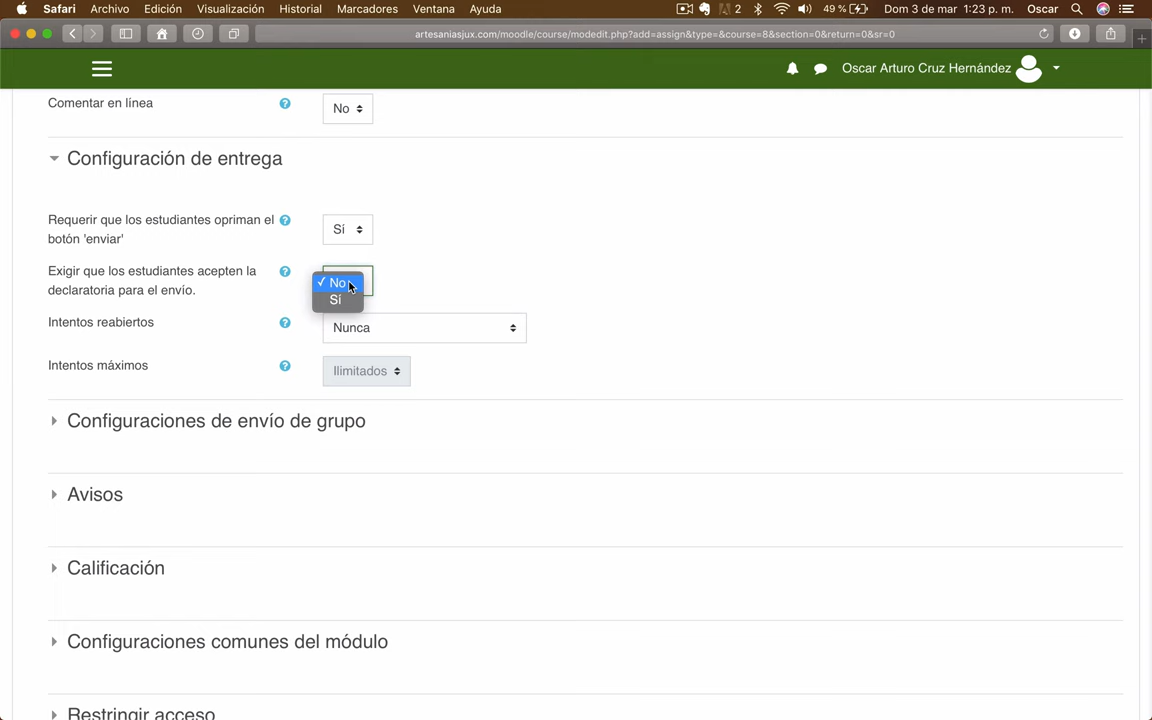 Safari Archivo Edición Visualización Historial Marcadores Ventana Ayuda 2 49 % Dom 3 de mar 1:23 p. m. Oscar
artesaniasjux.com/moodle/course/modedit.php?add=assign&type=&course=8&section=0&return=0&sr=0
Oscar Arturo Cruz Hernández
Comentar en línea
No
Configuración de entrega
Requerir que los estudiantes opriman el
botón 'enviar'
Sí
Exigir que los estudiantes acepten la
declaratoria para el envío.
✓ No
Sí
Intentos reabiertos
Nunca
Intentos máximos
Ilimitados
Configuraciones de envío de grupo
Avisos
Calificación
Configuraciones comunes del módulo
Restringir acceso